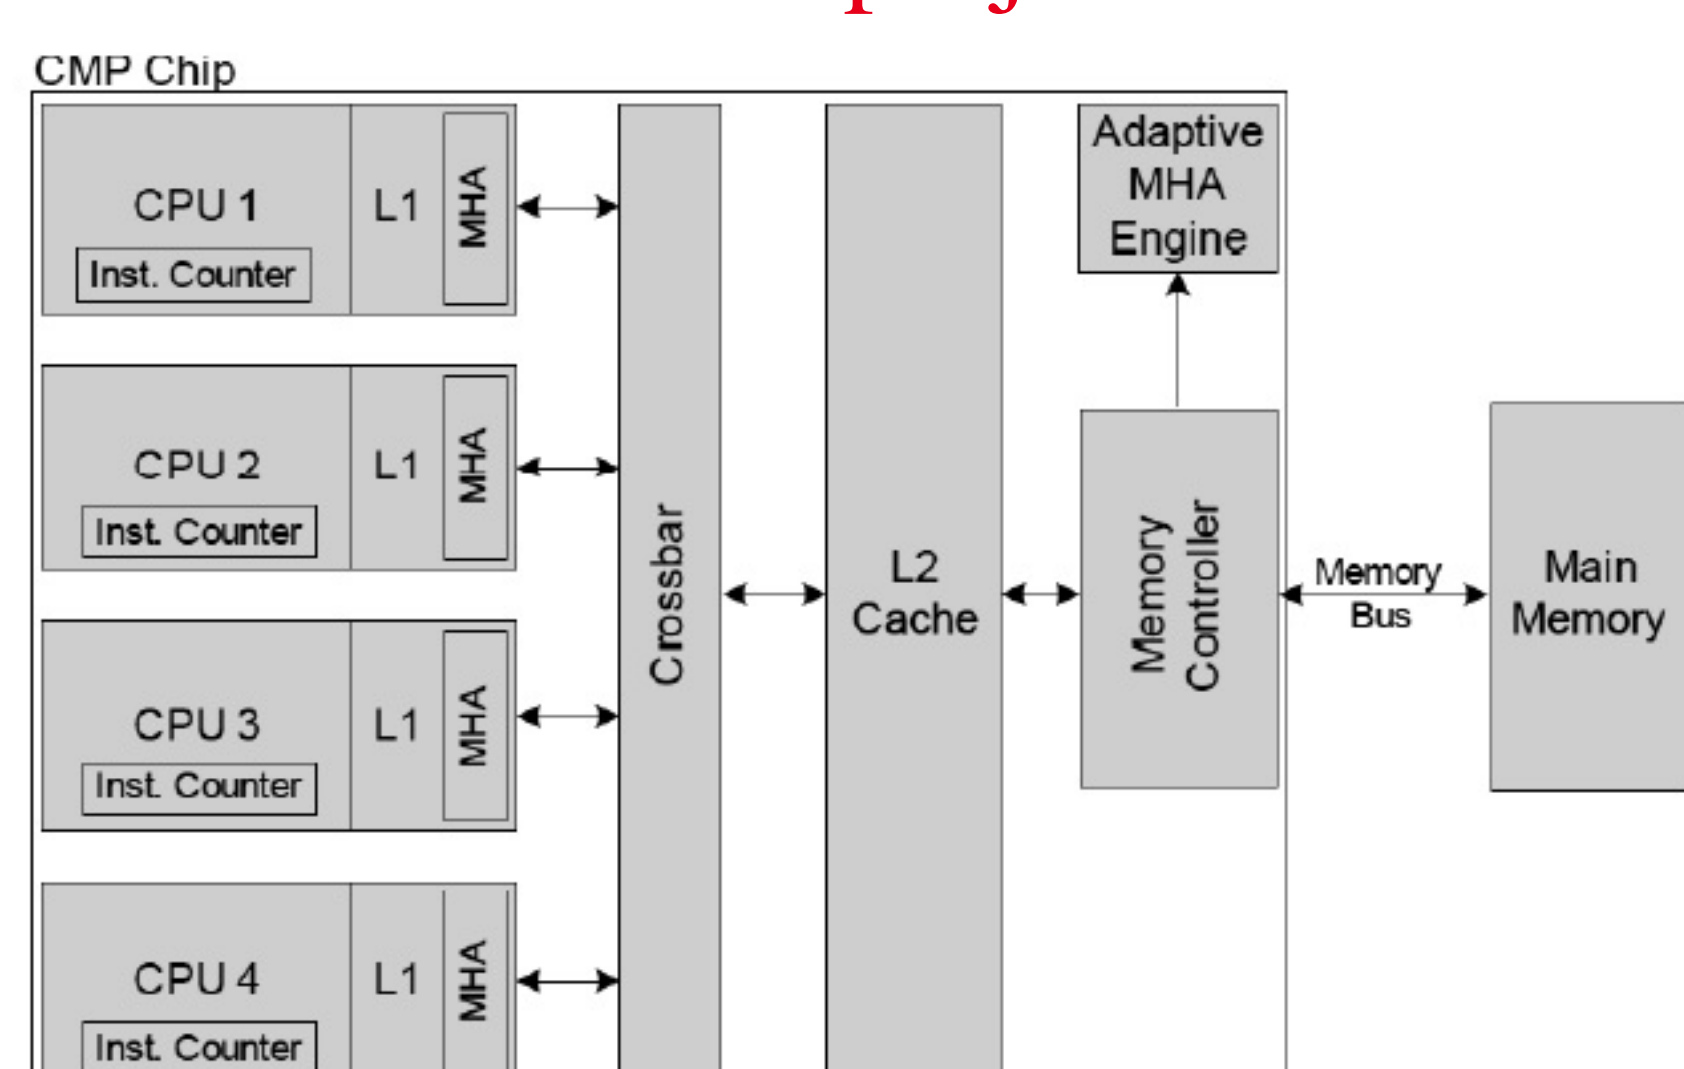 CMP Chip
CPU 1
Inst. Counter
L1
MHA
CPU 2
Inst. Counter
L1
MHA
CPU 3
Inst. Counter
L1
MHA
CPU 4
Inst. Counter
L1
MHA
Crossbar
L2
Cache
Adaptive
MHA
Engine
Memory
Controller
Memory
Bus
Main
Memory